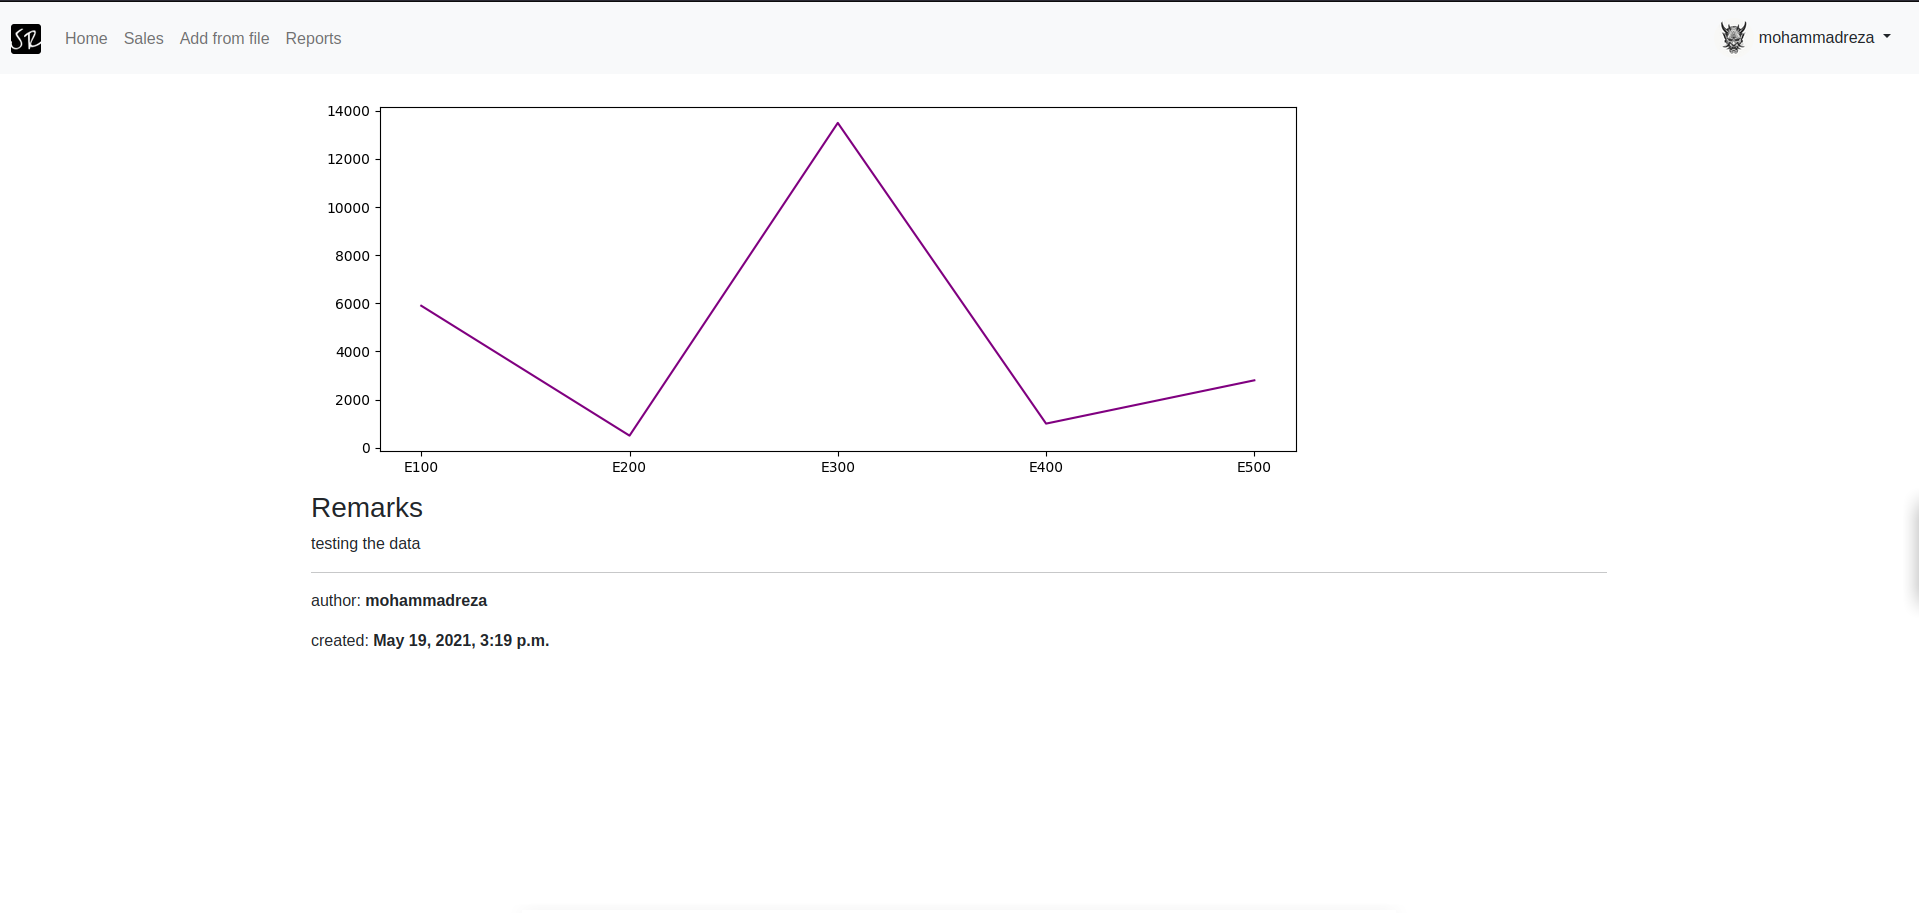 SR Home Sales Add from file Reports mohammadreza
14000
12000
10000
8000
6000
4000
2000
0
E100 E200 E300 E400 E500
Remarks
testing the data
author: mohammadreza
created: May 19, 2021, 3:19 p.m.